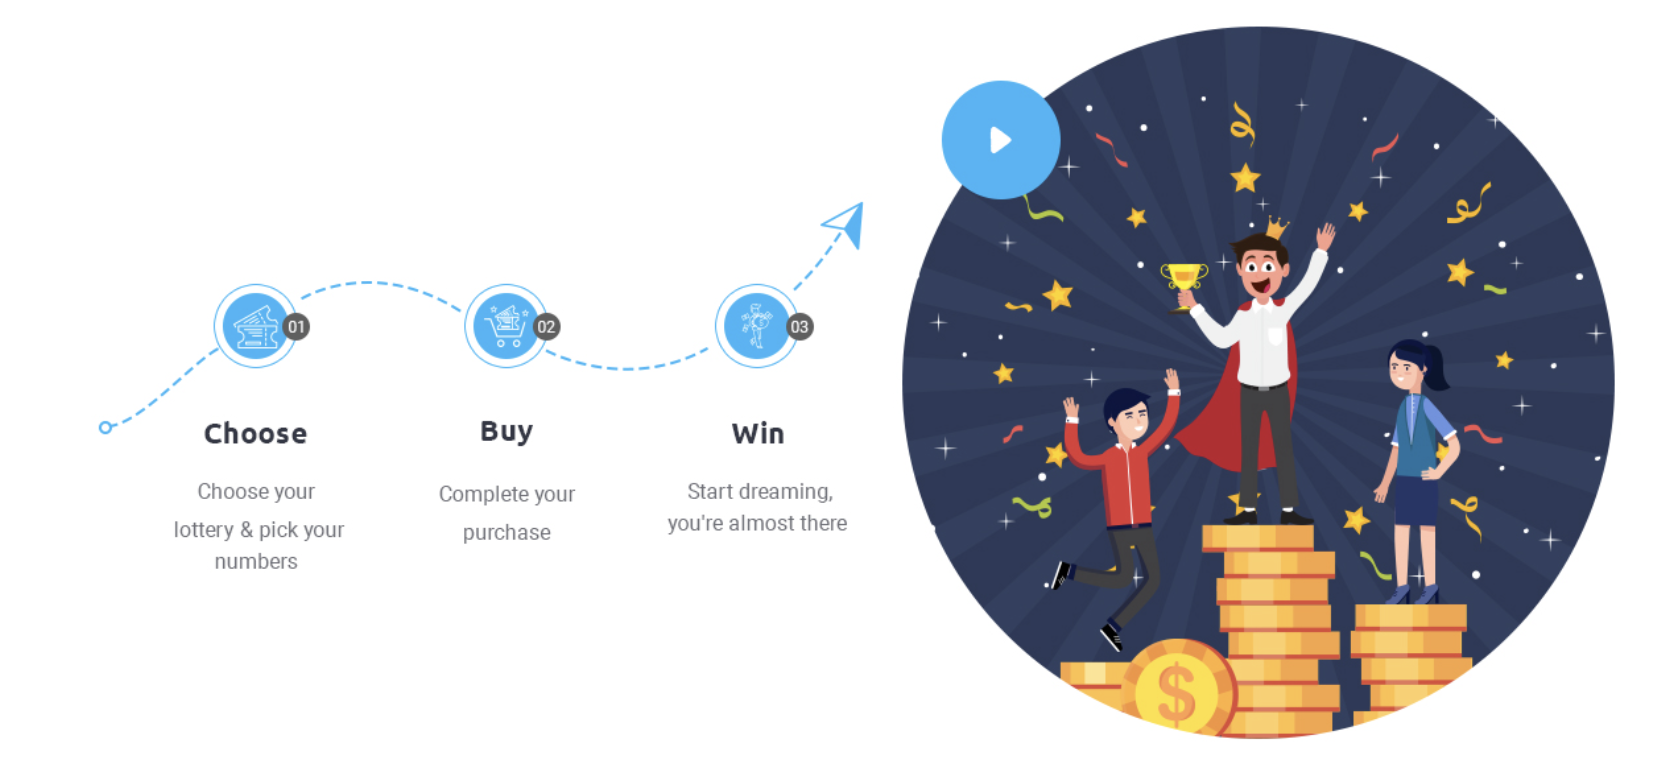 01
Choose
Choose your
lottery & pick your
numbers
02
Buy
Complete your
purchase
03
Win
Start dreaming,
you're almost there
$
$